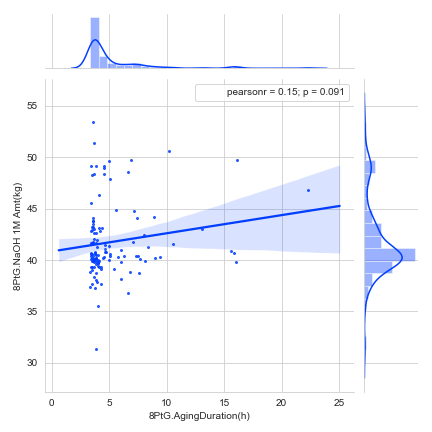 pearsonr = 0.15; p = 0.091
55
50
45
40
35
30
8PtG.NaOH 1M Amt(kg)
0 5 10 15 20 25
8PtG.AgingDuration(h)